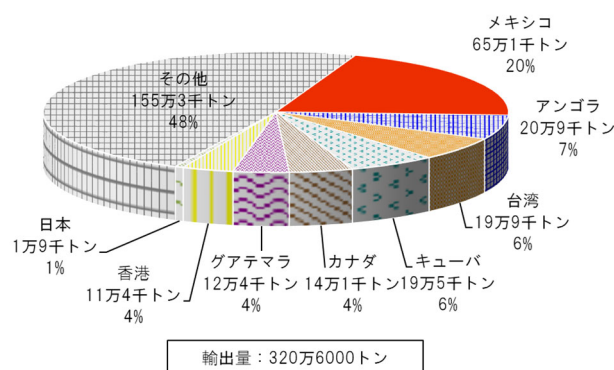 メキシコ
65万1千トン
20%
アンゴラ
20万9千トン
7%
台湾
19万9千トン
6%
キューバ
19万5千トン
6%
カナダ
14万1千トン
4%
グアテマラ
12万4千トン
4%
香港
11万4千トン
4%
日本
1万9千トン
1%
その他
155万3千トン
48%
輸出量：320万6000トン